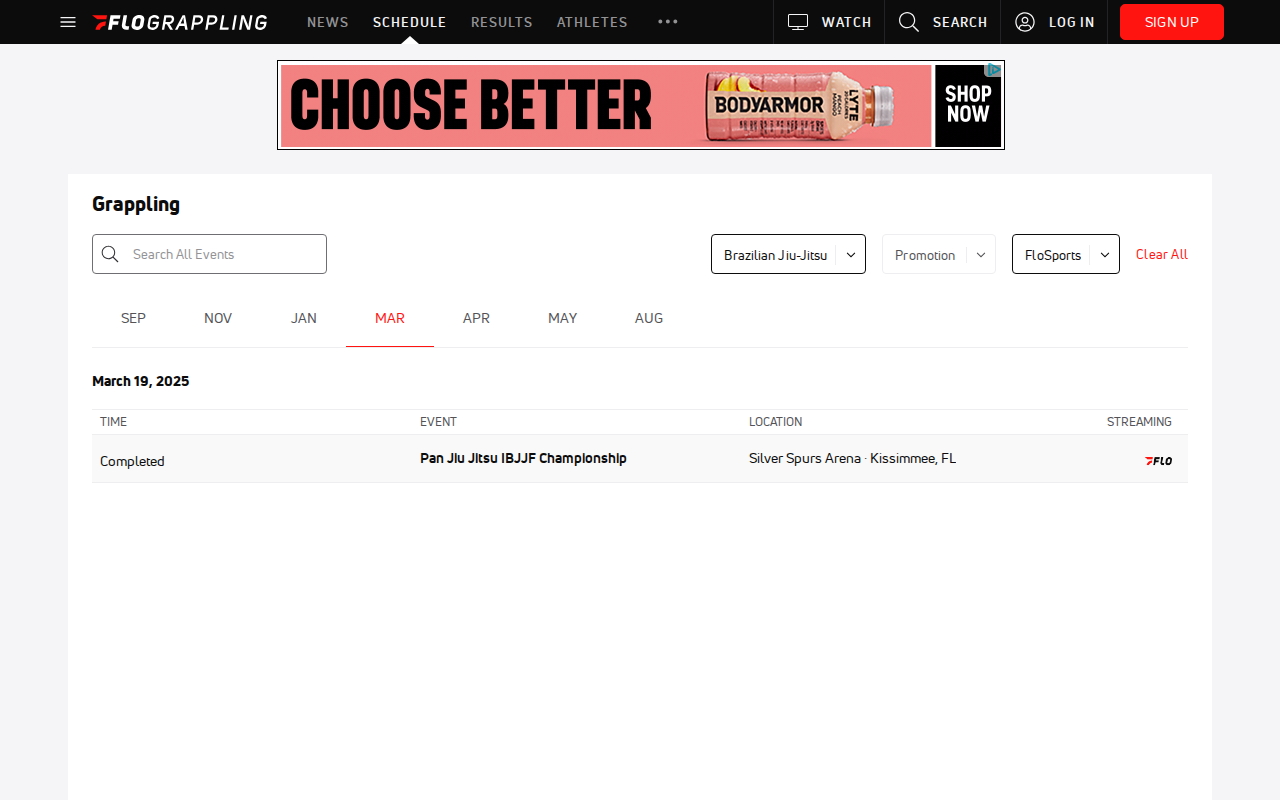 FLOGRAPPLING NEWS SCHEDULE RESULTS ATHLETES WATCH SEARCH LOG IN SIGN UP
CHOOSE BETTER BODYARMOR LYTE PEACH MANGO SHOP NOW
Grappling
Search All Events Brazilian Jiu-Jitsu Promotion FloSports Clear All
SEP NOV JAN MAR APR MAY AUG
March 19, 2025
TIME EVENT LOCATION STREAMING
Completed Pan Jiu Jitsu IBJJF Championship Silver Spurs Arena · Kissimmee, FL FLO